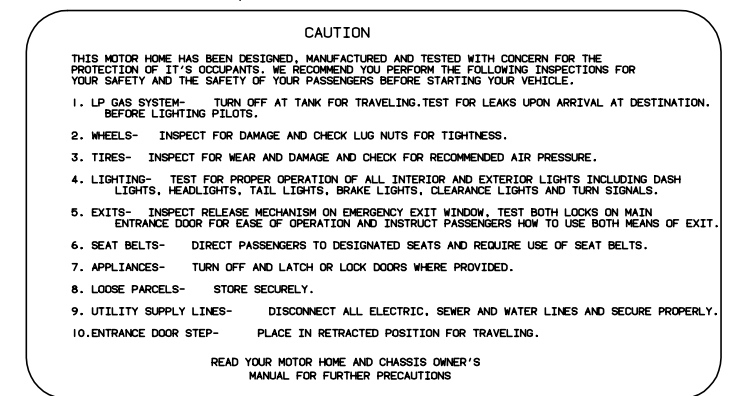 CAUTION
THIS MOTOR HOME HAS BEEN DESIGNED, MANUFACTURED AND TESTED WITH CONCERN FOR THE
PROTECTION OF IT'S OCCUPANTS. WE RECOMMEND YOU PERFORM THE FOLLOWING INSPECTIONS FOR
YOUR SAFETY AND THE SAFETY OF YOUR PASSENGERS BEFORE STARTING YOUR VEHICLE.
1. LP GAS SYSTEM- TURN OFF AT TANK FOR TRAVELING.TEST FOR LEAKS UPON ARRIVAL AT DESTINATION.
BEFORE LIGHTING PILOTS.
2. WHEELS- INSPECT FOR DAMAGE AND CHECK LUG NUTS FOR TIGHTNESS.
3. TIRES- INSPECT FOR WEAR AND DAMAGE AND CHECK FOR RECOMMENDED AIR PRESSURE.
4. LIGHTING- TEST FOR PROPER OPERATION OF ALL INTERIOR AND EXTERIOR LIGHTS INCLUDING DASH
LIGHTS, HEADLIGHTS, TAIL LIGHTS, BRAKE LIGHTS, CLEARANCE LIGHTS AND TURN SIGNALS.
5. EXITS- INSPECT RELEASE MECHANISM ON EMERGENCY EXIT WINDOW, TEST BOTH LOCKS ON MAIN
ENTRANCE DOOR FOR EASE OF OPERATION AND INSTRUCT PASSENGERS HOW TO USE BOTH MEANS OF EXIT.
6. SEAT BELTS- DIRECT PASSENGERS TO DESIGNATED SEATS AND REQUIRE USE OF SEAT BELTS.
7. APPLIANCES- TURN OFF AND LATCH OR LOCK DOORS WHERE PROVIDED.
8. LOOSE PARCELS- STORE SECURELY.
9. UTILITY SUPPLY LINES- DISCONNECT ALL ELECTRIC, SEWER AND WATER LINES AND SECURE PROPERLY.
10.ENTRANCE DOOR STEP- PLACE IN RETRACTED POSITION FOR TRAVELING.
READ YOUR MOTOR HOME AND CHASSIS OWNER'S
MANUAL FOR FURTHER PRECAUTIONS